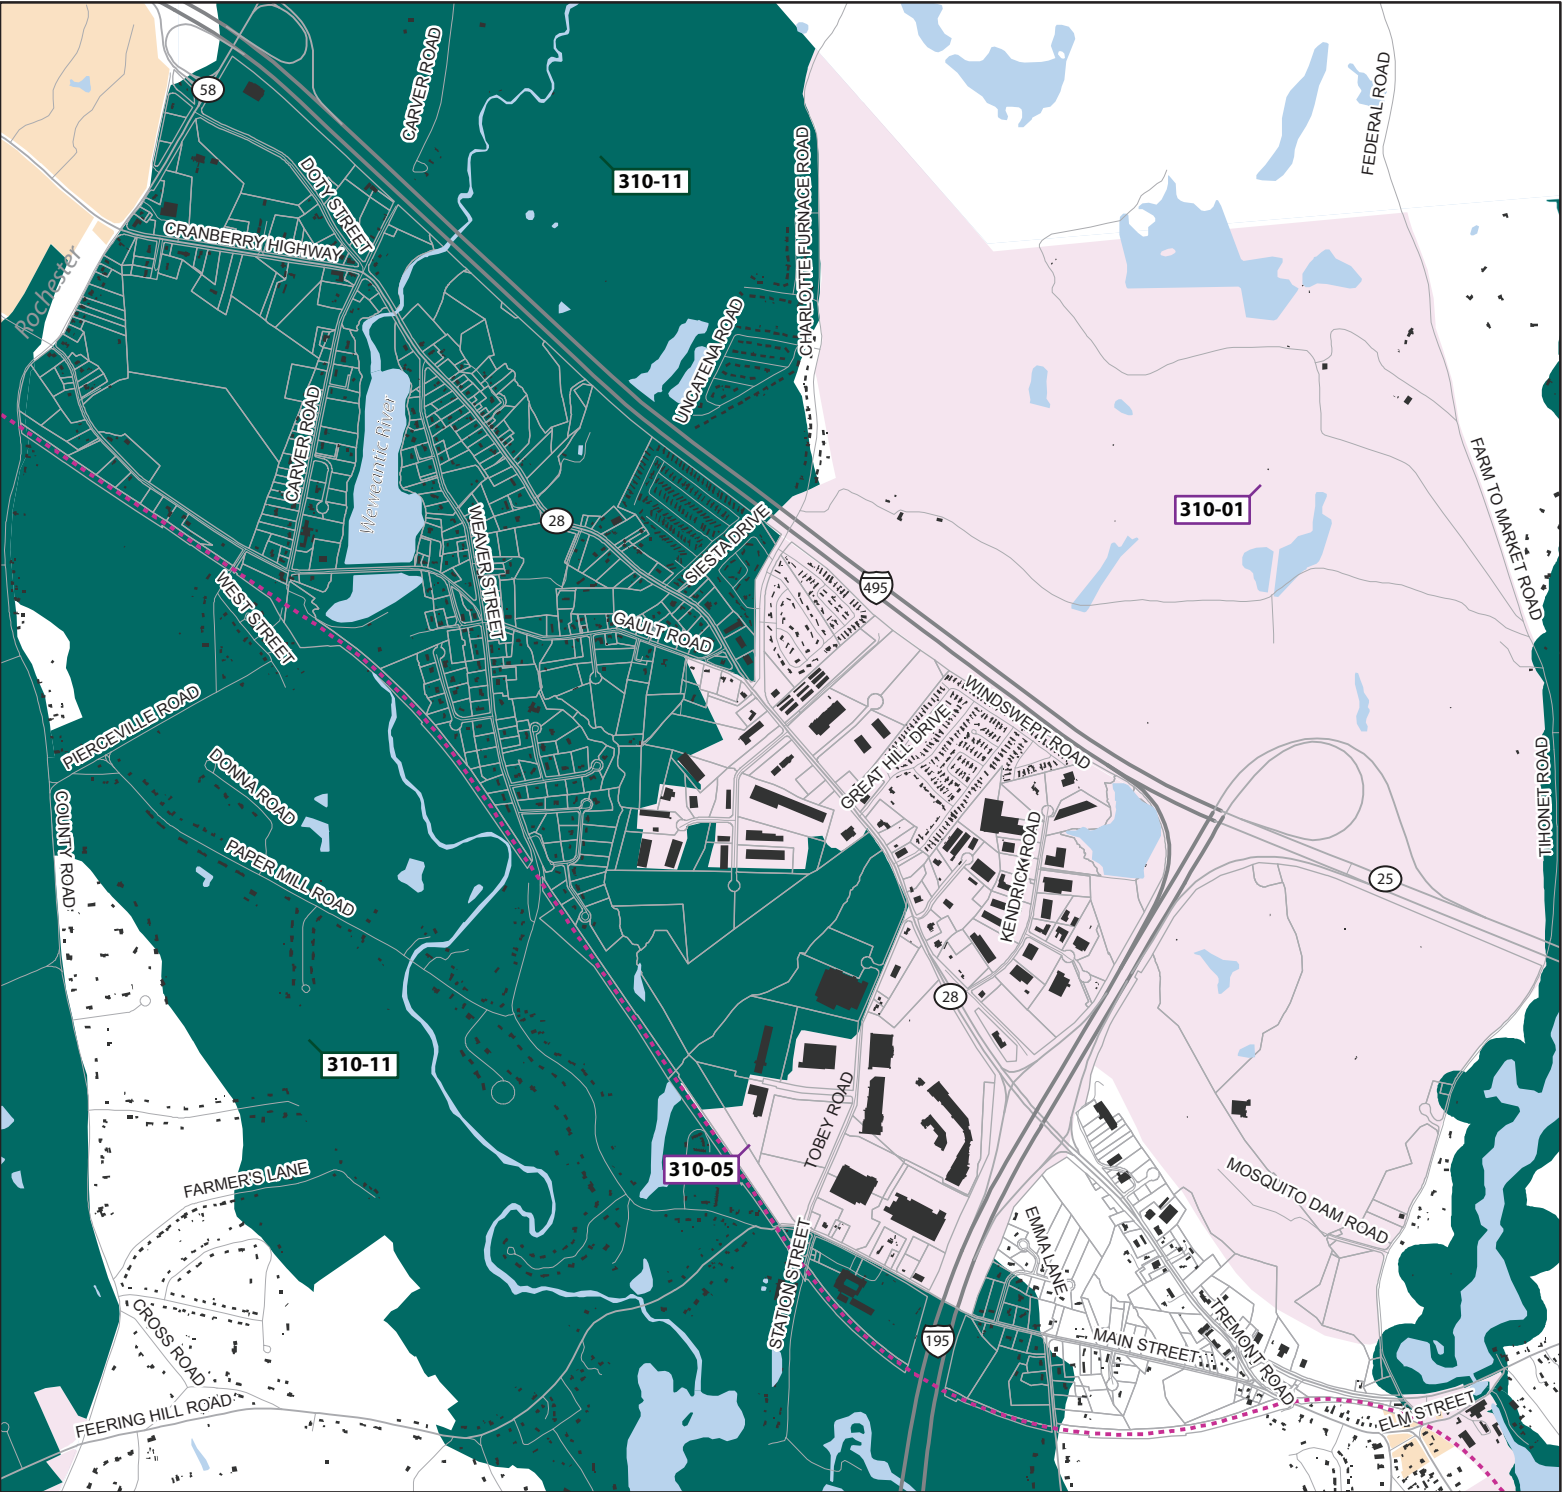 58
CARVER ROAD
FEDERAL ROAD
310-11
DOTY STREET
CHARLOTTE FURNACE ROAD
CRANBERRY HIGHWAY
Rochester
UNCATENA ROAD
CARVER ROAD
Weweantic River
FARM TO MARKET ROAD
310-01
28
WEAVER STREET
SIESTA DRIVE
495
WEST STREET
GAULT ROAD
PIERCEVILLE ROAD
WINDSWEPT ROAD
GREAT HILL DRIVE
DONNA ROAD
TIHONET ROAD
COUNTY ROAD
PAPER MILL ROAD
KENDRICK ROAD
25
28
310-11
TOBEY ROAD
310-05
FARMER'S LANE
MOSQUITO DAM ROAD
EMMA LANE
STATION STREET
CROSS ROAD
195
MAIN STREET
TREMONT ROAD
FEERING HILL ROAD
ELM STREET